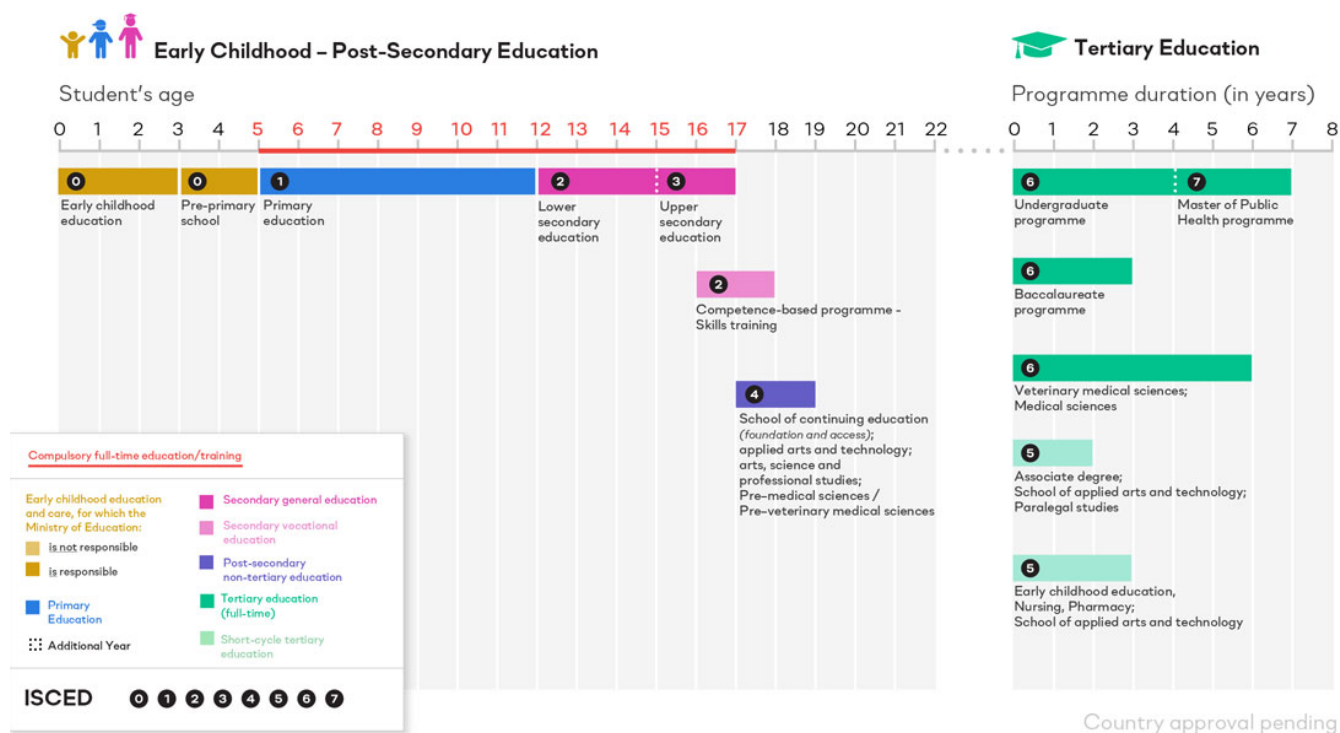 Early Childhood – Post-Secondary Education
Student's age
0 1 2 3 4 5 6 7 8 9 10 11 12 13 14 15 16 17 18 19 20 21 22
0
Early childhood
education
0
Pre-primary
school
1
Primary
education
2
Lower
secondary
education
3
Upper
secondary
education
2
Competence-based programme -
Skills training
4
School of continuing education
(foundation and access);
applied arts and technology;
arts, science and
professional studies;
Pre-medical sciences /
Pre-veterinary medical sciences
Tertiary Education
Programme duration (in years)
0 1 2 3 4 5 6 7 8
6
Undergraduate
programme
7
Master of Public
Health programme
6
Baccalaureate
programme
6
Veterinary medical sciences;
Medical sciences
5
Associate degree;
School of applied arts and technology;
Paralegal studies
5
Early childhood education,
Nursing, Pharmacy;
School of applied arts and technology
Compulsory full-time education/training
Early childhood education
and care, for which the
Ministry of Education:
is not responsible
is responsible
Primary
Education
Additional Year
Secondary general education
Secondary vocational
education
Post-secondary
non-tertiary education
Tertiary education
(full-time)
Short-cycle tertiary
education
ISCED 0 1 2 3 4 5 6 7
Country approval pending